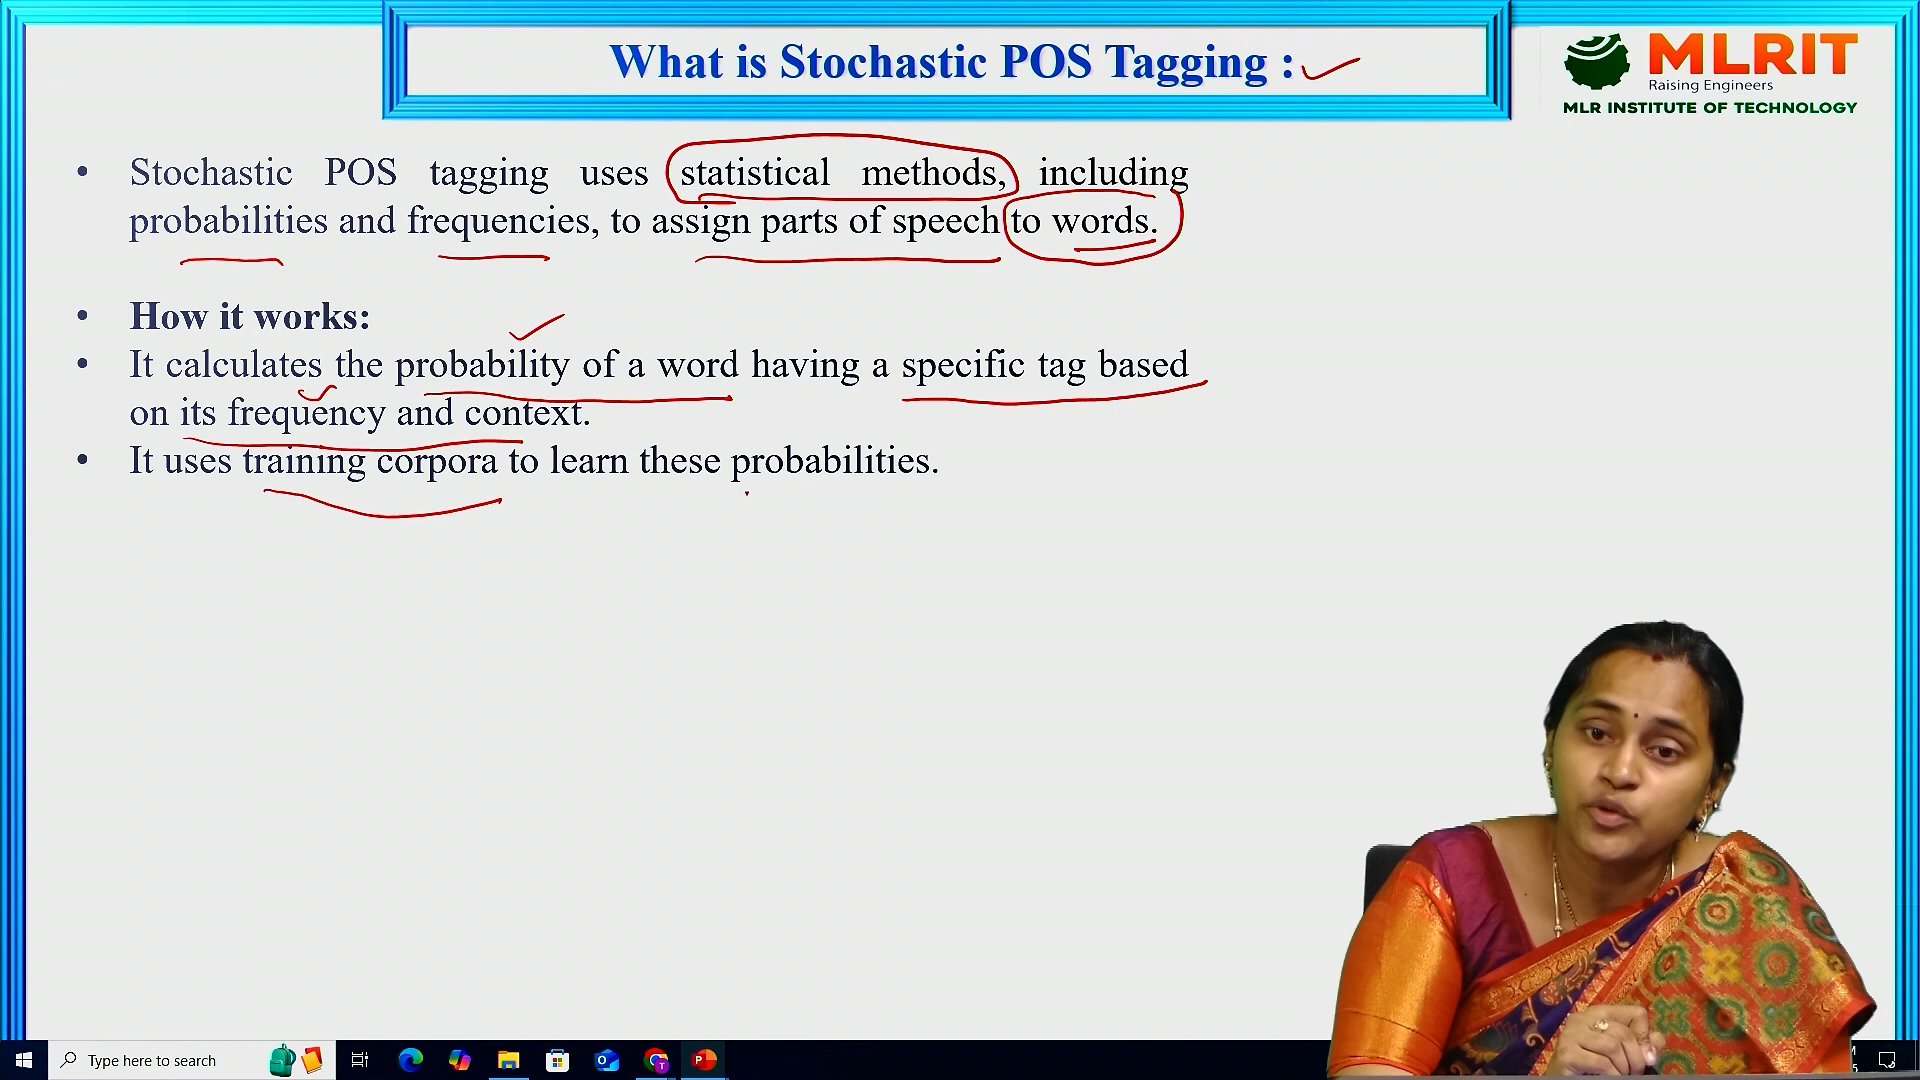 What is Stochastic POS Tagging :
MLRIT
Raising Engineers
MLR INSTITUTE OF TECHNOLOGY
• Stochastic POS tagging uses statistical methods, including
probabilities and frequencies, to assign parts of speech to words.
• How it works:
• It calculates the probability of a word having a specific tag based
on its frequency and context.
• It uses training corpora to learn these probabilities.
Type here to search